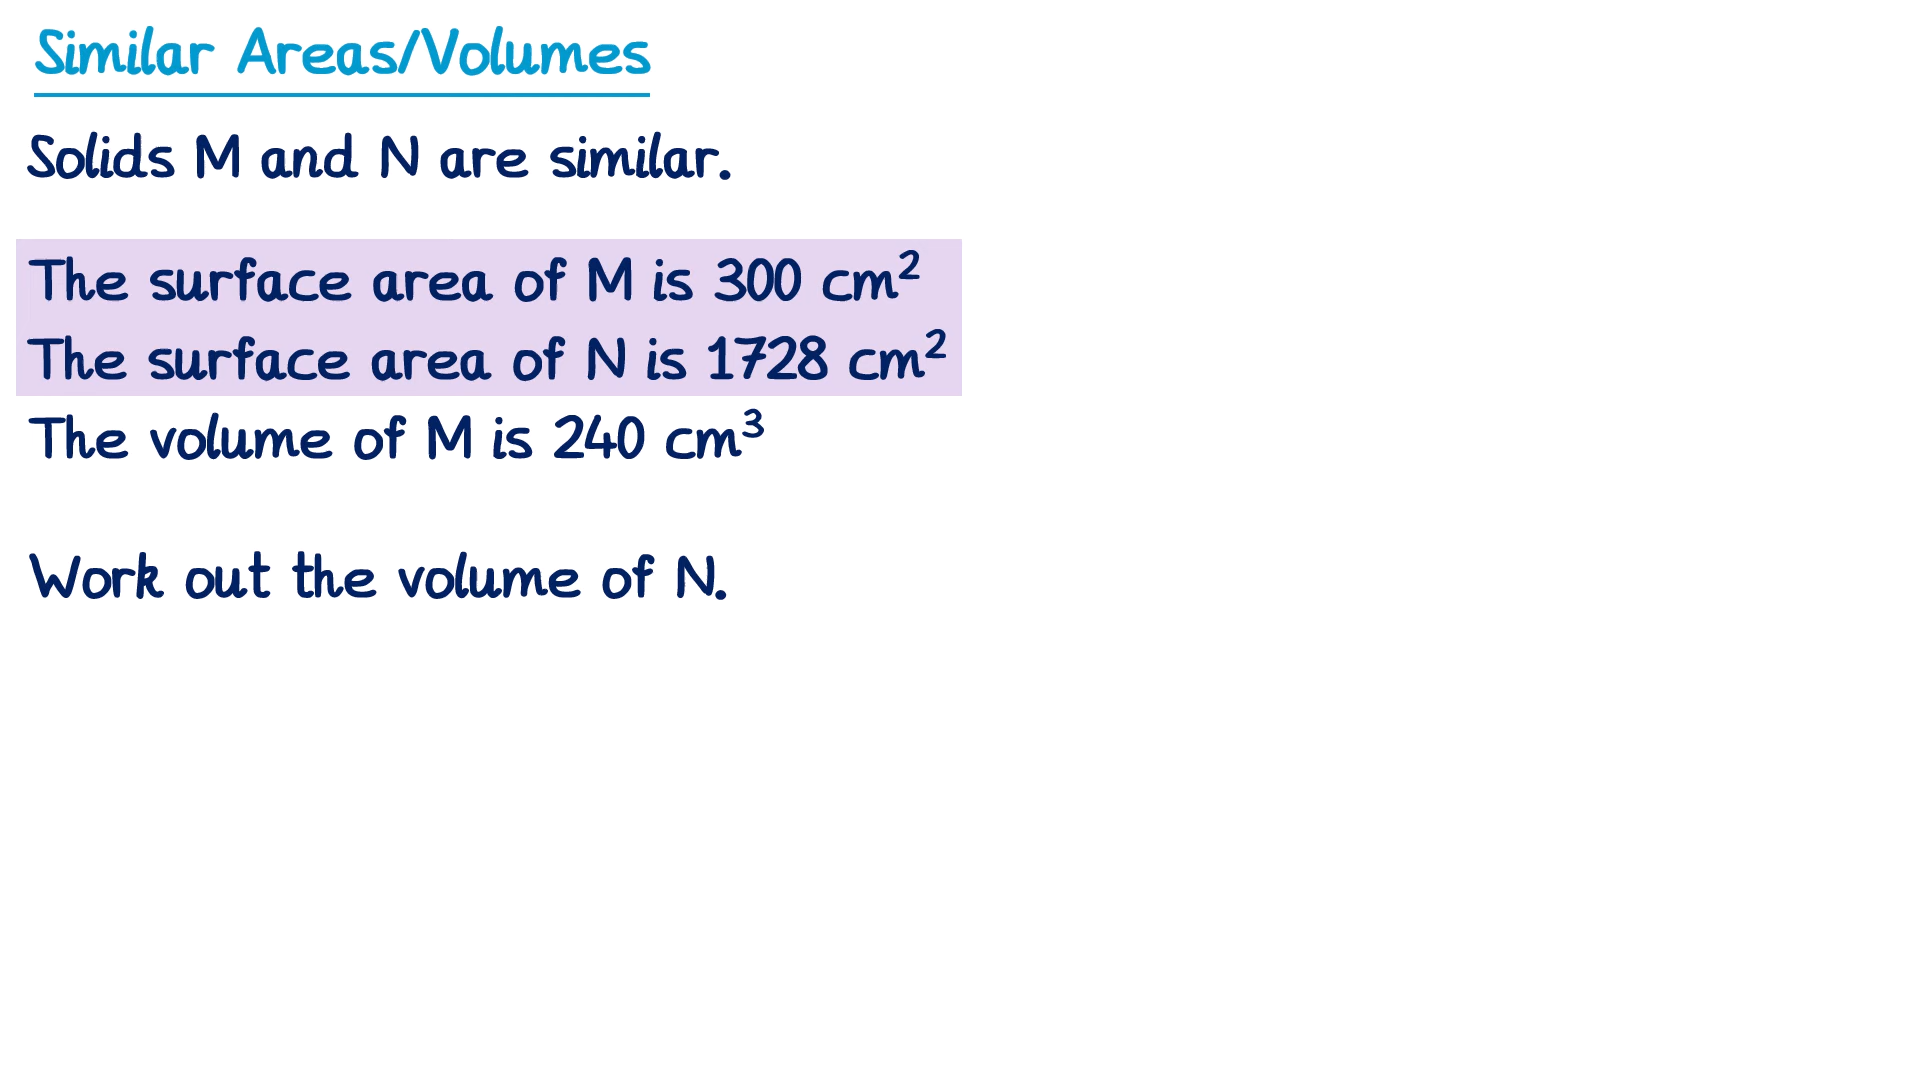 Similar Areas/Volumes
Solids M and N are similar.
The surface area of M is 300 cm²
The surface area of N is 1728 cm²
The volume of M is 240 cm³
Work out the volume of N.